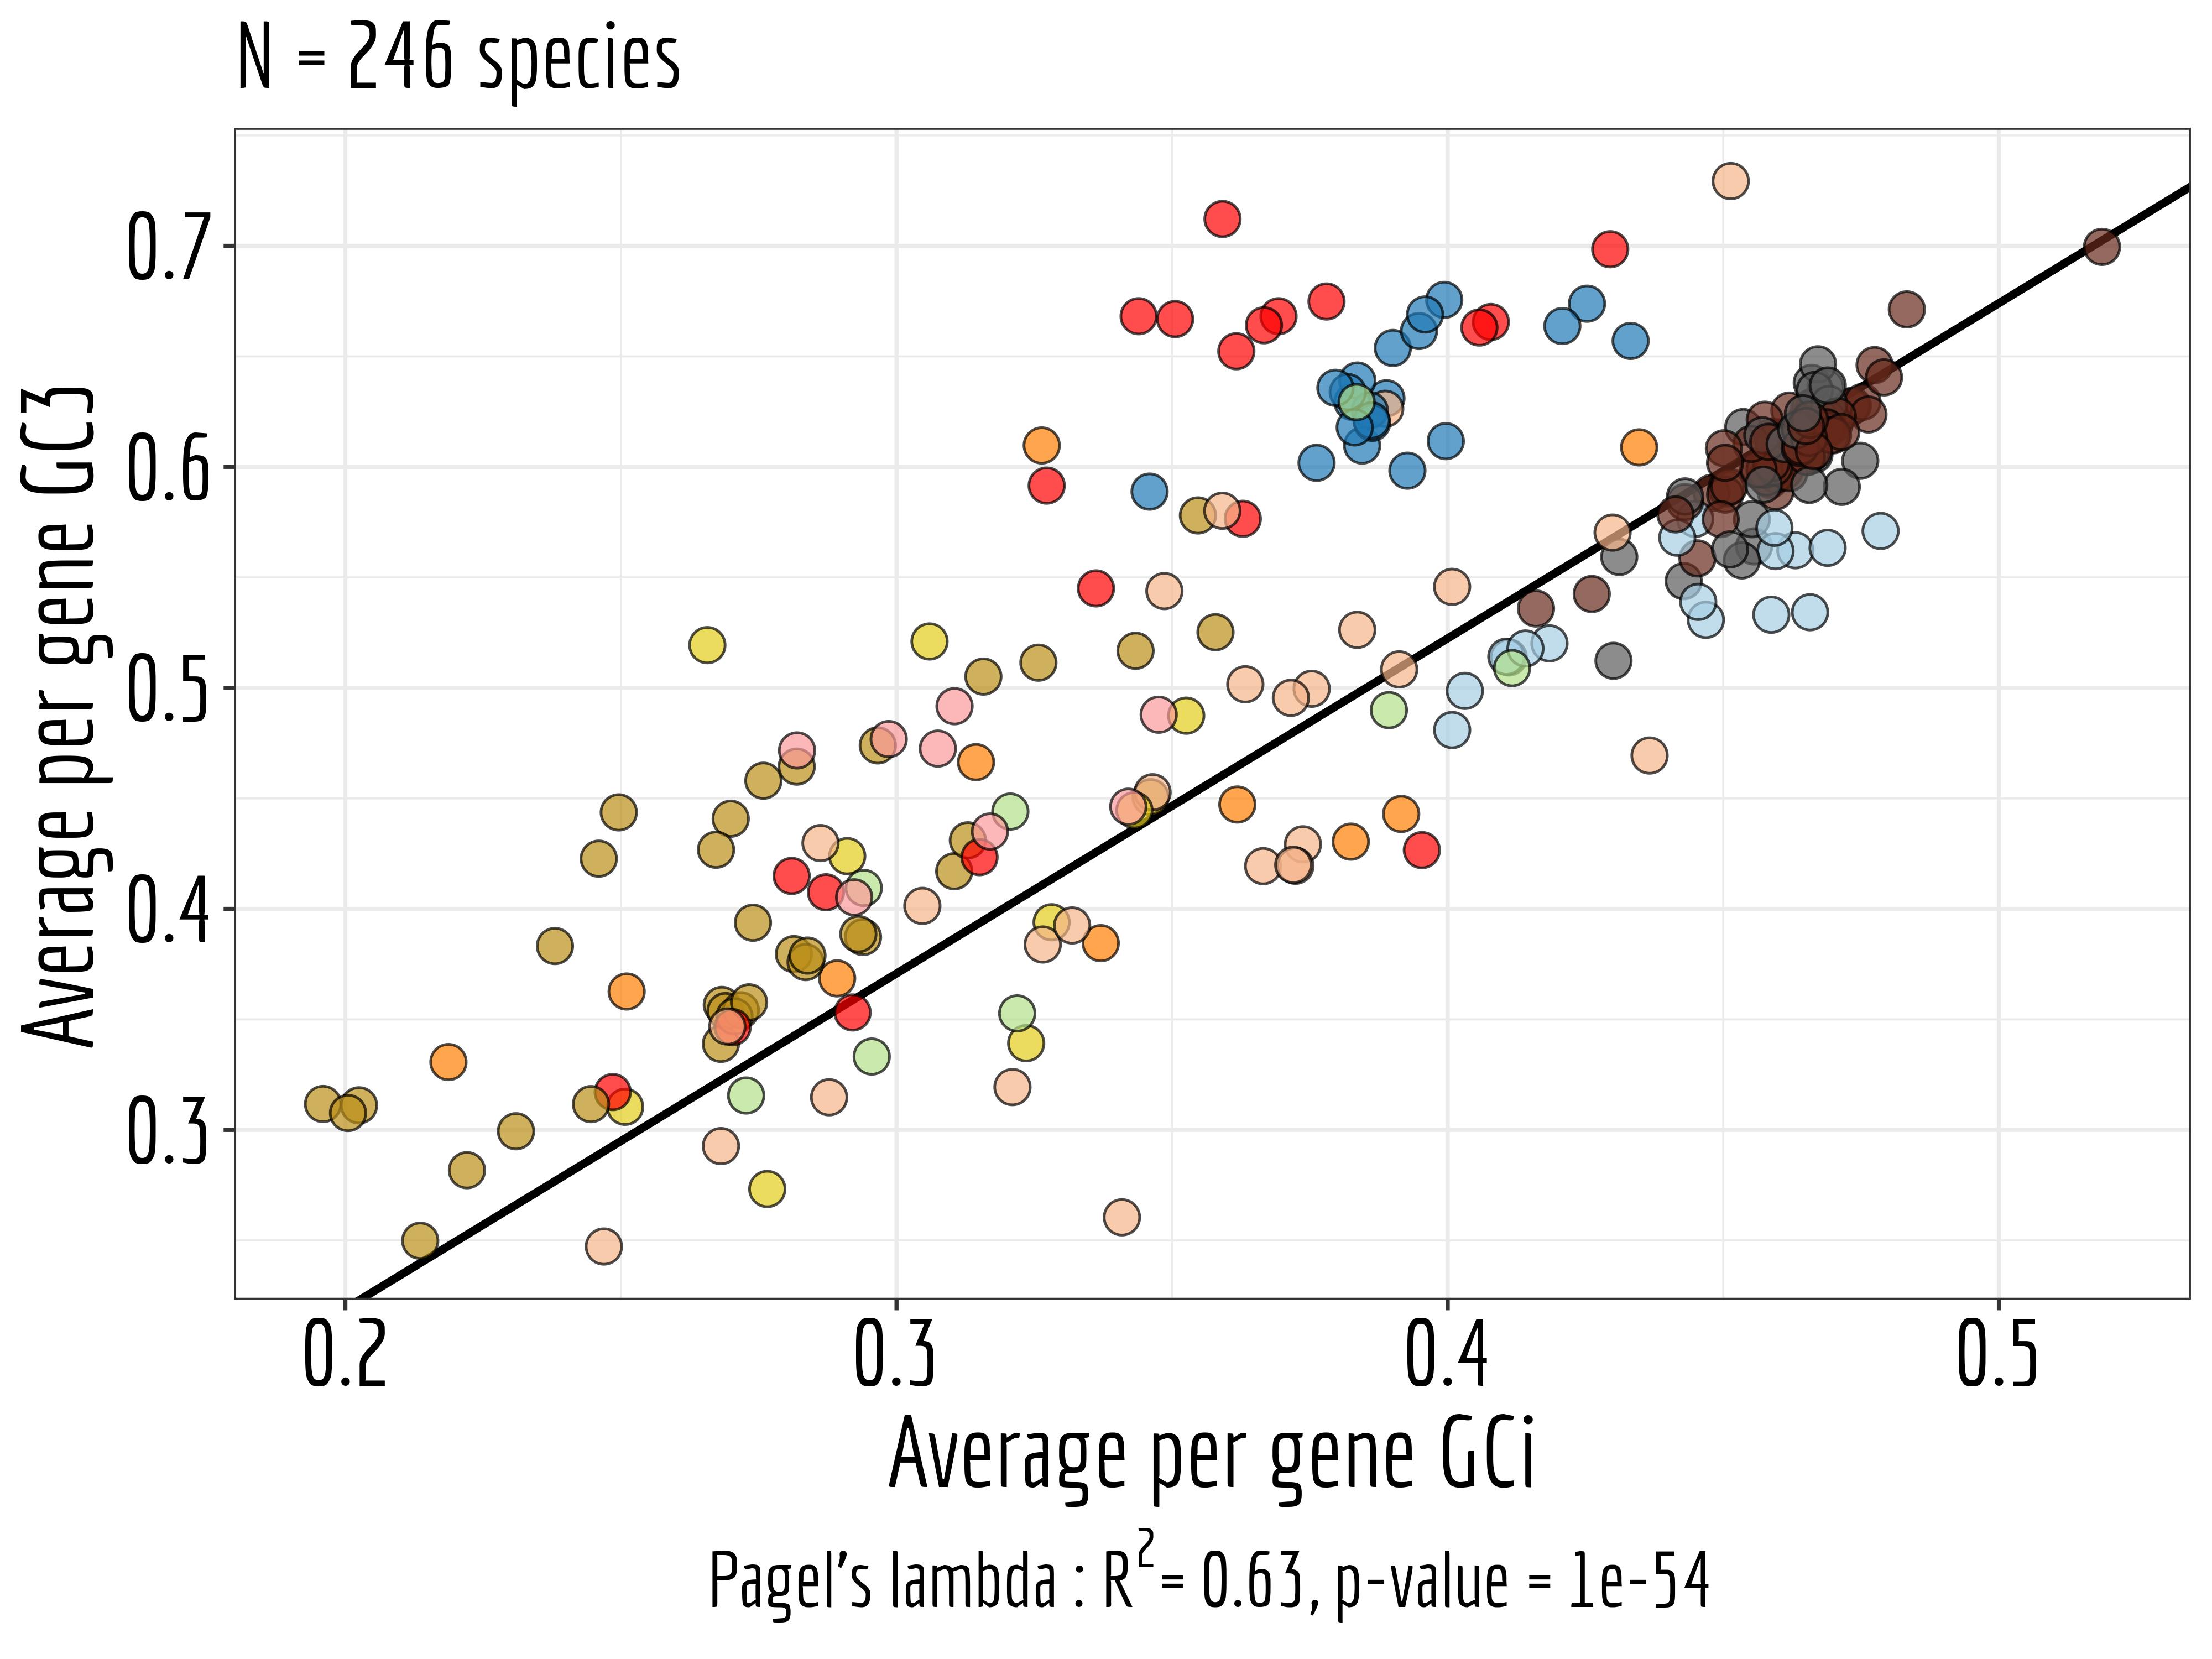 N = 246 species
Average per gene GC3
0.7
0.6
0.5
0.4
0.3
0.2 0.3 0.4 0.5
Average per gene GCi
Pagel's lambda : R2= 0.63, p-value = 1e-54